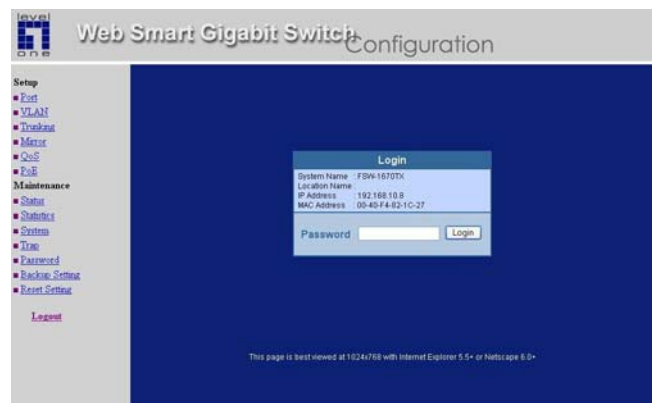 level
one
Web Smart Gigabit Switch
Configuration
Setup
Port
VLAN
Trunking
Mirror
QoS
PoE
Maintenance
Status
Statistics
System
Trap
Password
Backup Setting
Reset Setting
Logout
Login
System Name : FSW-1670TX
Location Name :
IP Address : 192.168.10.8
MAC Address : 00-40-F4-82-1C-27
Password Login
This page is best viewed at 1024x768 with Internet Explorer 5.5+ or Netscape 6.0+